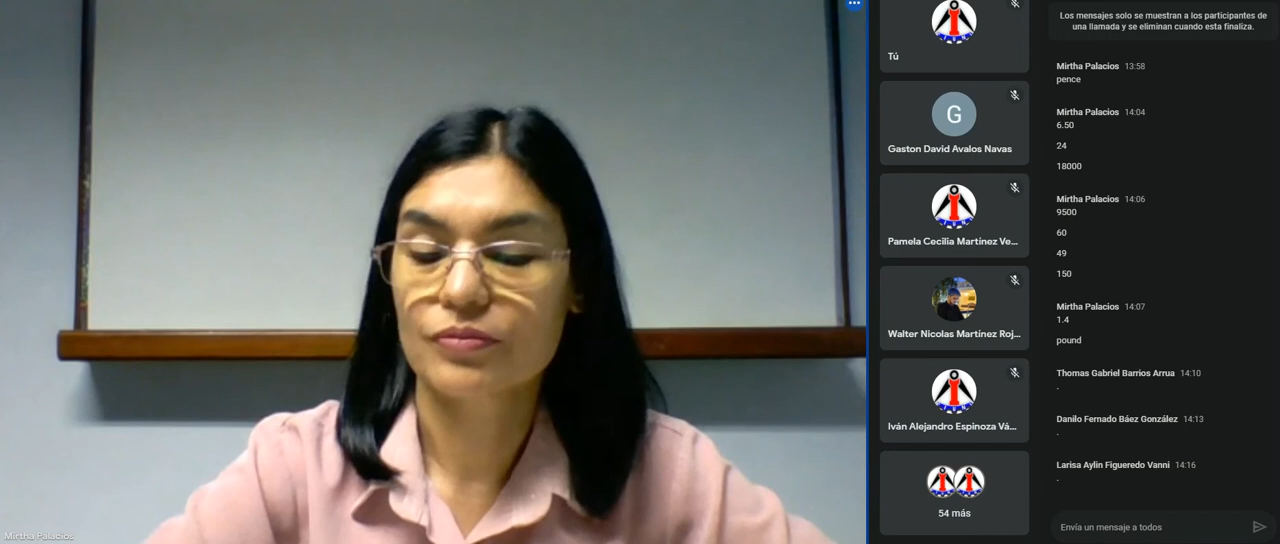 Mirtha Palacios
Tú
G
Gaston David Avalos Navas
Pamela Cecilia Martínez Ve...
Walter Nicolas Martínez Roj...
Iván Alejandro Espinoza Vá...
54 más
Los mensajes solo se muestran a los participantes de
una llamada y se eliminan cuando esta finaliza.
Mirtha Palacios 13:58
pence
Mirtha Palacios 14:04
6.50
24
18000
Mirtha Palacios 14:06
9500
60
49
150
Mirtha Palacios 14:07
1.4
pound
Thomas Gabriel Barrios Arrua 14:10
.
Danilo Fernado Báez González 14:13
.
Larisa Aylin Figueredo Vanni 14:16
.
Envía un mensaje a todos